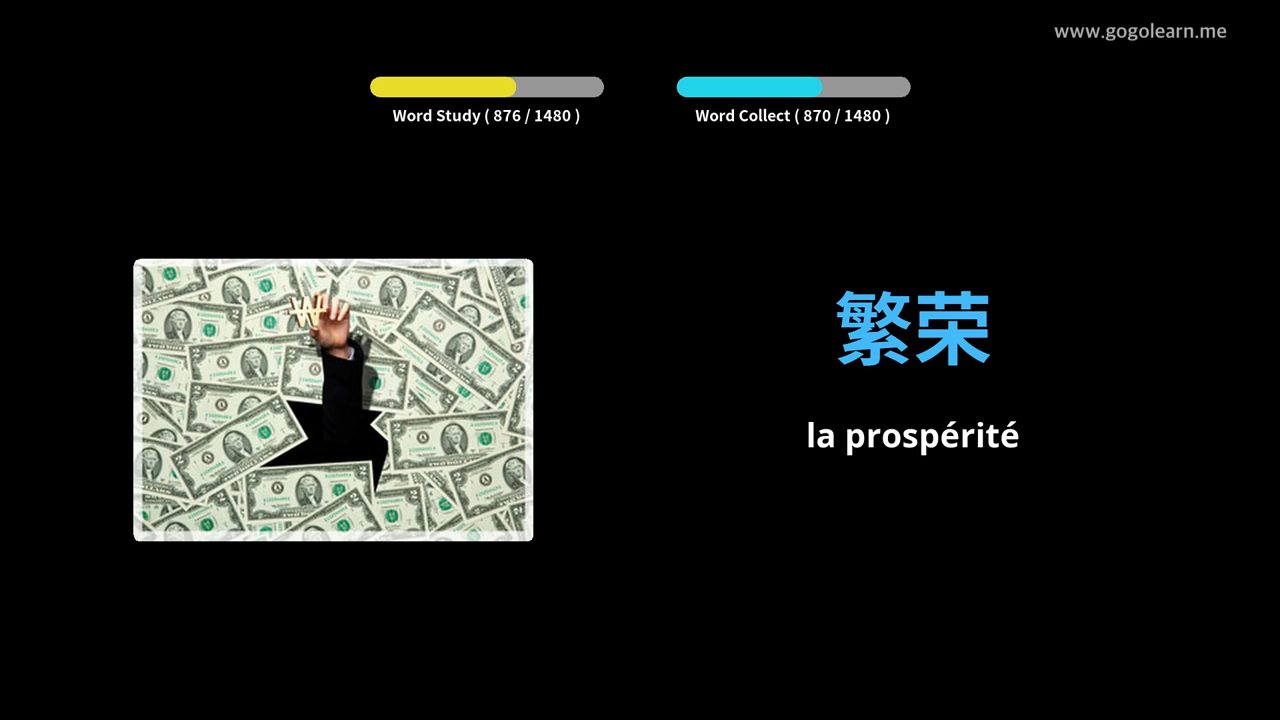 www.gogolearn.me
Word Study ( 876 / 1480 )
Word Collect ( 870 / 1480 )
繁荣
la prospérité